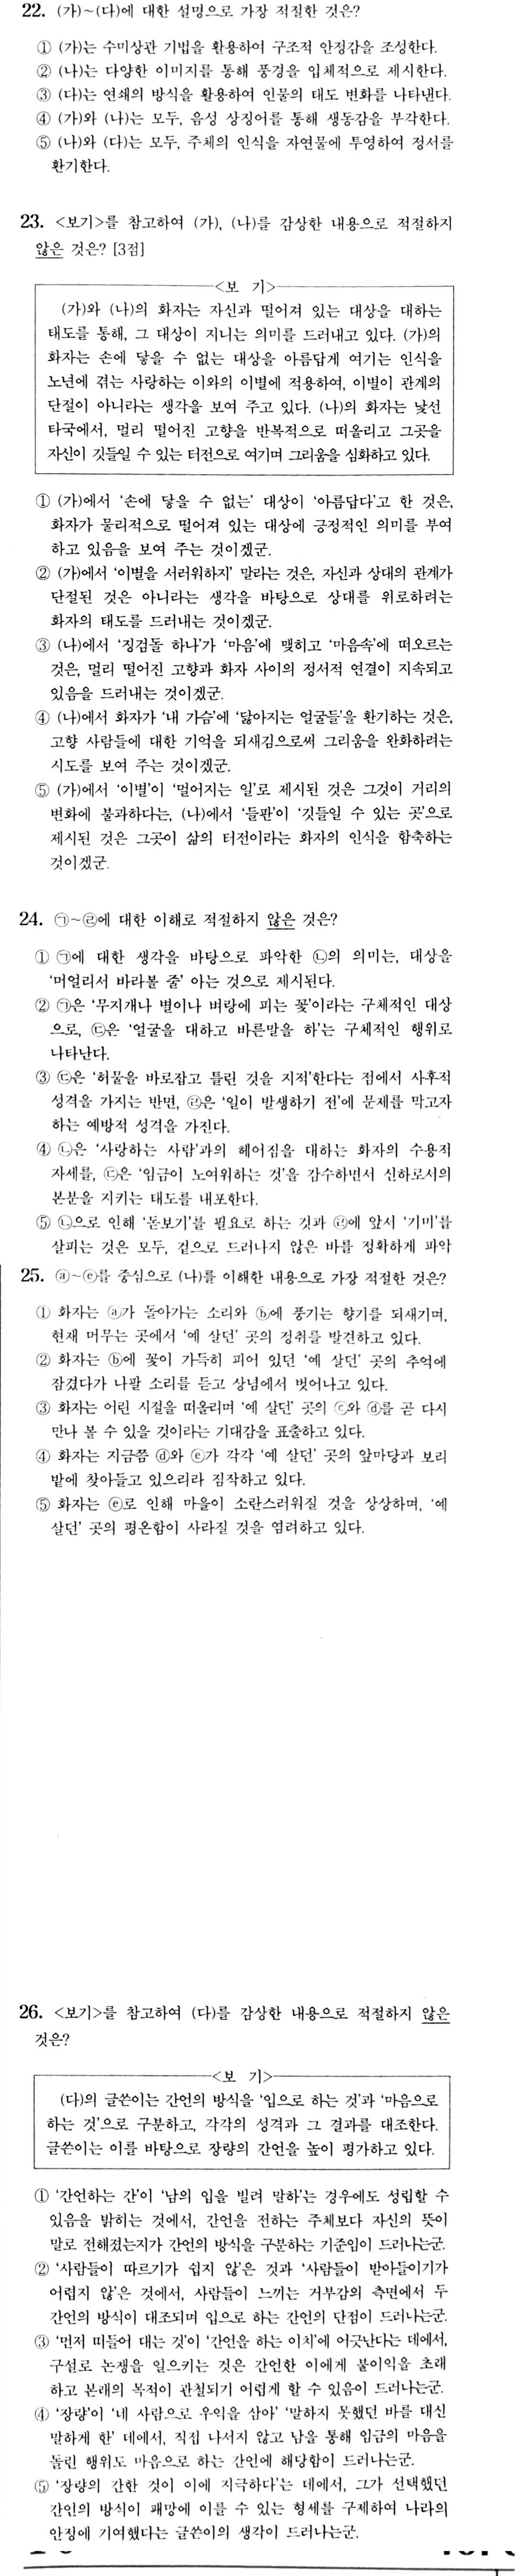 22. (가)~(다)에 대한 설명으로 가장 적절한 것은?
① (가)는 수미상관 기법을 활용하여 구조적 안정감을 조성한다.
② (나)는 다양한 이미지를 통해 풍경을 입체적으로 제시한다.
③ (다)는 연쇄의 방식을 활용하여 인물의 태도 변화를 나타낸다.
④ (가)와 (나)는 모두, 음성 상징어를 통해 생동감을 부각한다.
⑤ (나)와 (다)는 모두, 주체의 인식을 자연물에 투영하여 정서를
환기한다.
23. <보기>를 참고하여 (가), (나)를 감상한 내용으로 적절하지
않은 것은? [3점]
<보 기>
(가)와 (나)의 화자는 자신과 떨어져 있는 대상을 대하는
태도를 통해, 그 대상이 지니는 의미를 드러내고 있다. (가)의
화자는 손에 닿을 수 없는 대상을 아름답게 여기는 인식을
노년에 겪는 사랑하는 이와의 이별에 적용하여, 이별이 관계의
단절이 아니라는 생각을 보여 주고 있다. (나)의 화자는 낯선
타국에서, 멀리 떨어진 고향을 반복적으로 떠올리고 그곳을
자신이 깃들일 수 있는 터전으로 여기며 그리움을 심화하고 있다.
① (가)에서 ‘손에 닿을 수 없는’ 대상이 ‘아름답다’고 한 것은,
화자가 물리적으로 떨어져 있는 대상에 긍정적인 의미를 부여
하고 있음을 보여 주는 것이겠군.
② (가)에서 ‘이별을 서러워하지’ 말라는 것은, 자신과 상대의 관계가
단절된 것은 아니라는 생각을 바탕으로 상대를 위로하려는
화자의 태도를 드러내는 것이겠군.
③ (나)에서 ‘징검돌 하나’가 ‘마음’에 맺히고 ‘마음속’에 떠오르는
것은, 멀리 떨어진 고향과 화자 사이의 정서적 연결이 지속되고
있음을 드러내는 것이겠군.
④ (나)에서 화자가 ‘내 가슴’에 ‘닳아지는 얼굴들’을 환기하는 것은,
고향 사람들에 대한 기억을 되새김으로써 그리움을 완화하려는
시도를 보여 주는 것이겠군.
⑤ (가)에서 ‘이별’이 ‘멀어지는 일’로 제시된 것은 그것이 거리의
변화에 불과하다는, (나)에서 ‘들판’이 ‘깃들일 수 있는 곳’으로
제시된 것은 그곳이 삶의 터전이라는 화자의 인식을 함축하는
것이겠군.
24. ㉠~㉣에 대한 이해로 적절하지 않은 것은?
① ㉠에 대한 생각을 바탕으로 파악한 ㉡의 의미는, 대상을
‘머얼리서 바라볼 줄’ 아는 것으로 제시된다.
② ㉠은 ‘무지개나 별이나 벼랑에 피는 꽃’이라는 구체적인 대상
으로, ㉢은 ‘얼굴을 대하고 바른말을 하’는 구체적인 행위로
나타난다.
③ ㉢은 ‘허물을 바로잡고 틀린 것을 지적’한다는 점에서 사후적
성격을 가지는 반면, ㉣은 ‘일이 발생하기 전’에 문제를 막고자
하는 예방적 성격을 가진다.
④ ㉡은 ‘사랑하는 사람’과의 헤어짐을 대하는 화자의 수용적
자세를, ㉢은 ‘임금이 노여워하는 것’을 감수하면서 신하로서의
본분을 지키는 태도를 내포한다.
⑤ ㉡으로 인해 ‘돋보기’를 필요로 하는 것과 ㉣에 앞서 ‘기미’를
살피는 것은 모두, 겉으로 드러나지 않은 바를 정확하게 파악
25. ⓐ~ⓔ를 중심으로 (나)를 이해한 내용으로 가장 적절한 것은?
① 화자는 ⓐ가 돌아가는 소리와 ⓑ에 풍기는 향기를 되새기며,
현재 머무는 곳에서 ‘예 살던’ 곳의 정취를 발견하고 있다.
② 화자는 ⓑ에 꽃이 가득히 피어 있던 ‘예 살던’ 곳의 추억에
잠겼다가 나팔 소리를 듣고 상념에서 벗어나고 있다.
③ 화자는 어린 시절을 떠올리며 ‘예 살던’ 곳의 ⓒ와 ⓓ를 곧 다시
만나 볼 수 있을 것이라는 기대감을 표출하고 있다.
④ 화자는 지금쯤 ⓓ와 ⓔ가 각각 ‘예 살던’ 곳의 앞마당과 보리
밭에 찾아들고 있으리라 짐작하고 있다.
⑤ 화자는 ⓔ로 인해 마을이 소란스러워질 것을 상상하며, ‘예
살던’ 곳의 평온함이 사라질 것을 염려하고 있다.
26. <보기>를 참고하여 (다)를 감상한 내용으로 적절하지 않은
것은?
<보 기>
(다)의 글쓴이는 간언의 방식을 ‘입으로 하는 것’과 ‘마음으로
하는 것’으로 구분하고, 각각의 성격과 그 결과를 대조한다.
글쓴이는 이를 바탕으로 장량의 간언을 높이 평가하고 있다.
① ‘간언하는 간’이 ‘남의 입을 빌려 말하’는 경우에도 성립할 수
있음을 밝히는 것에서, 간언을 전하는 주체보다 자신의 뜻이
말로 전해졌는지가 간언의 방식을 구분하는 기준임이 드러나는군.
② ‘사람들이 따르기가 쉽지 않’은 것과 ‘사람들이 받아들이기가
어렵지 않’은 것에서, 사람들이 느끼는 거부감의 측면에서 두
간언의 방식이 대조되며 입으로 하는 간언의 단점이 드러나는군.
③ ‘먼저 떠들어 대는 것’이 ‘간언을 하는 이치’에 어긋난다는 데에서,
구설로 논쟁을 일으키는 것은 간언한 이에게 불이익을 초래
하고 본래의 목적이 관철되기 어렵게 할 수 있음이 드러나는군.
④ ‘장량’이 ‘네 사람으로 우익을 삼아’ ‘말하지 못했던 바를 대신
말하게 한’ 데에서, 직접 나서지 않고 남을 통해 임금의 마음을
돌린 행위도 마음으로 하는 간언에 해당함이 드러나는군.
⑤ ‘장량의 간한 것이 이에 지극하다’는 데에서, 그가 선택했던
간언의 방식이 패망에 이를 수 있는 형세를 구제하여 나라의
안정에 기여했다는 글쓴이의 생각이 드러나는군.